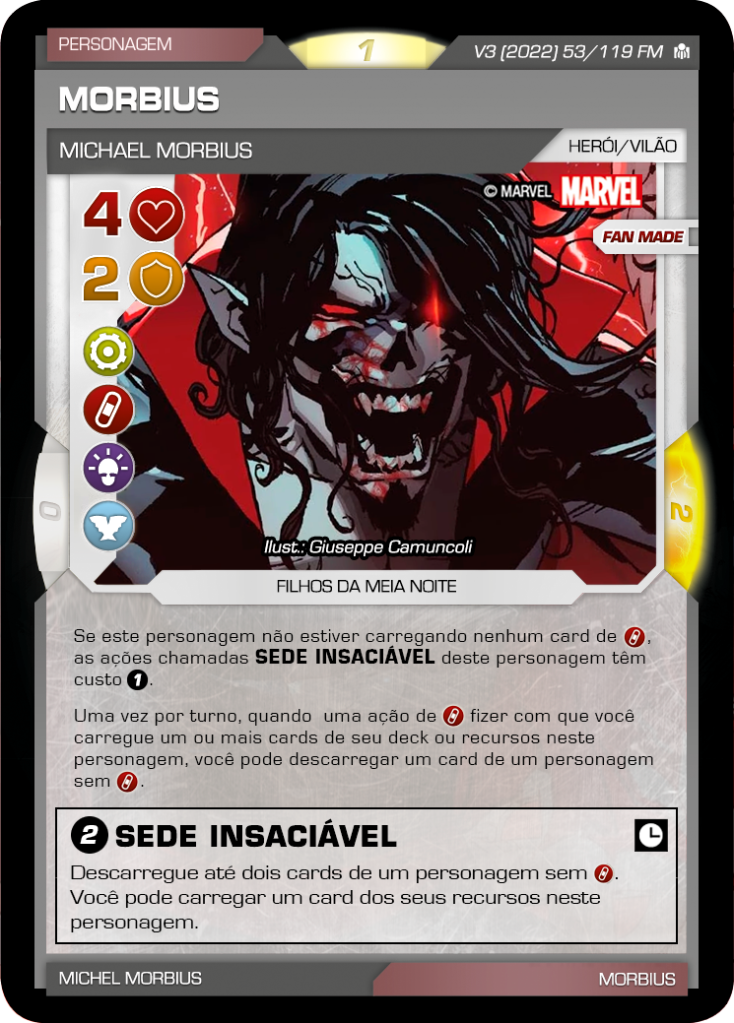 PERSONAGEM
1
V3 (2022) 53/119 FM
MORBIUS
MICHAEL MORBIUS
HERÓI/VILÃO
© MARVEL MARVEL
4
FAN MADE
2
0
2
Ilust.: Giuseppe Camuncoli
FILHOS DA MEIA NOITE
Se este personagem não estiver carregando nenhum card de ,
as ações chamadas SEDE INSACIÁVEL deste personagem têm
custo 1.
Uma vez por turno, quando uma ação de fizer com que você
carregue um ou mais cards de seu deck ou recursos neste
personagem, você pode descarregar um card de um personagem
sem .
2 SEDE INSACIÁVEL
Descarregue até dois cards de um personagem sem .
Você pode carregar um card dos seus recursos neste
personagem.
MICHEL MORBIUS
MORBIUS